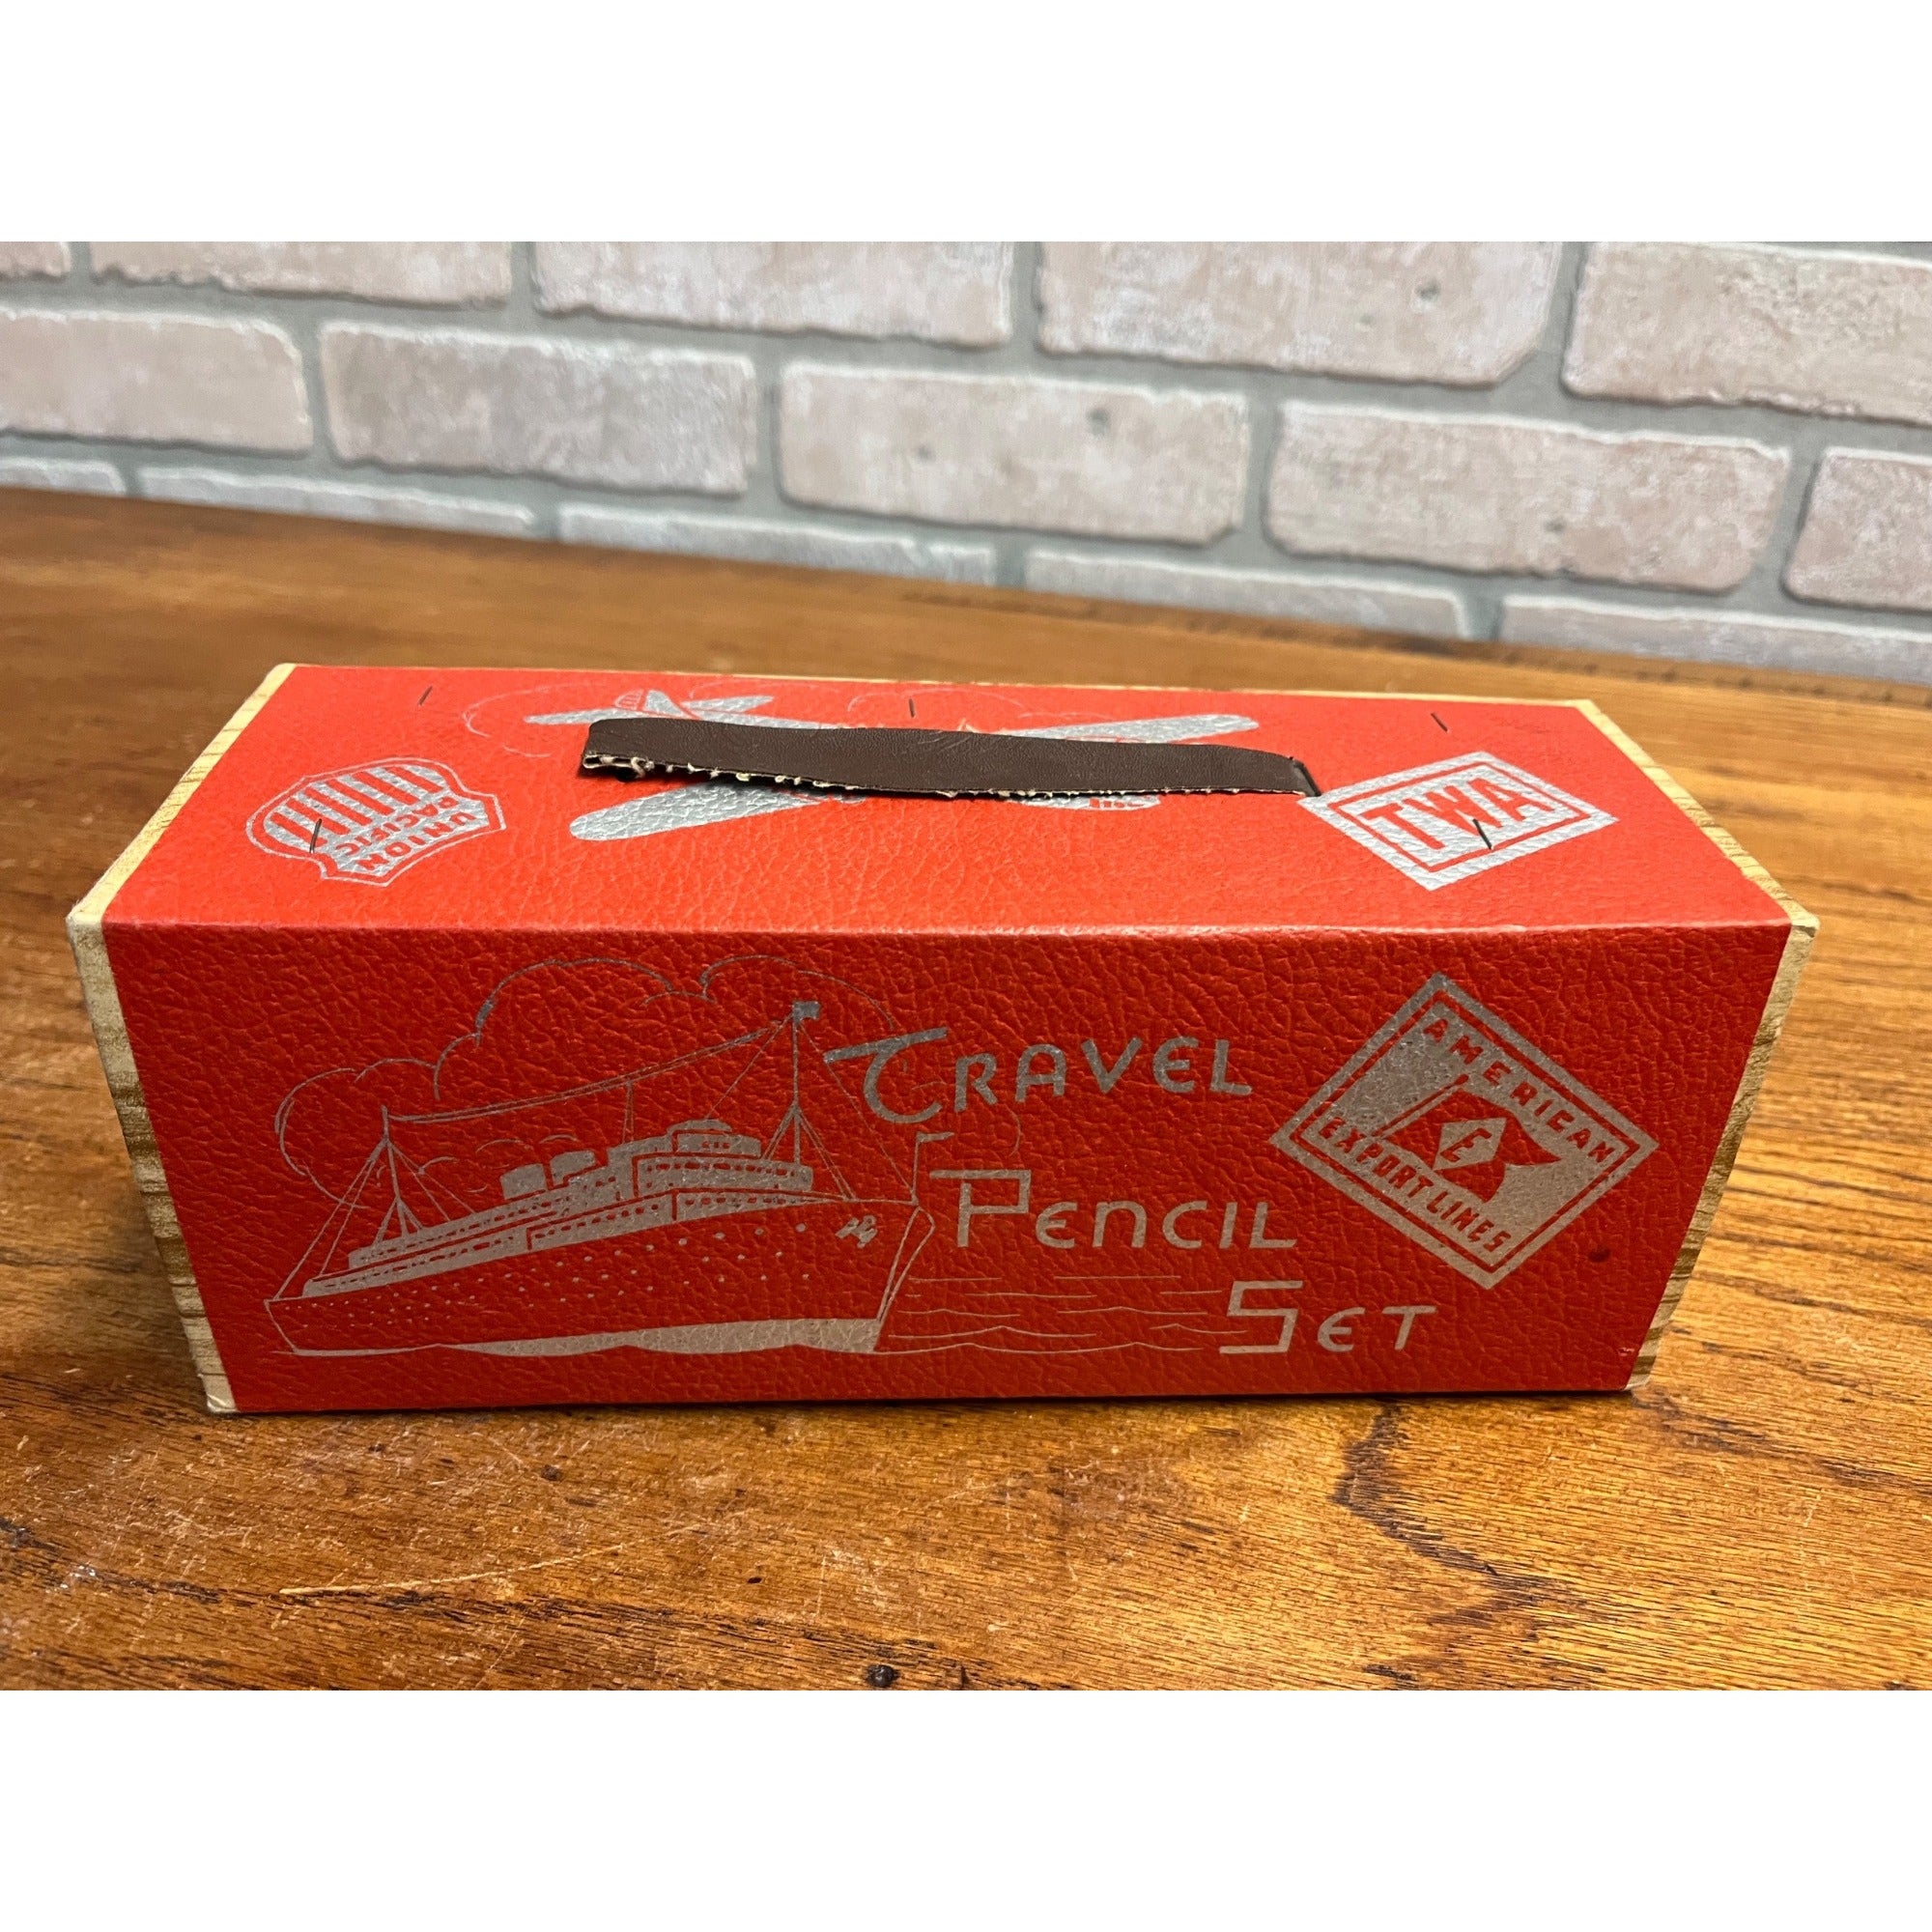 UNION
PACIFIC
TWA
TRAVEL
PENCIL
SET
AMERICAN
E
EXPORT LINES